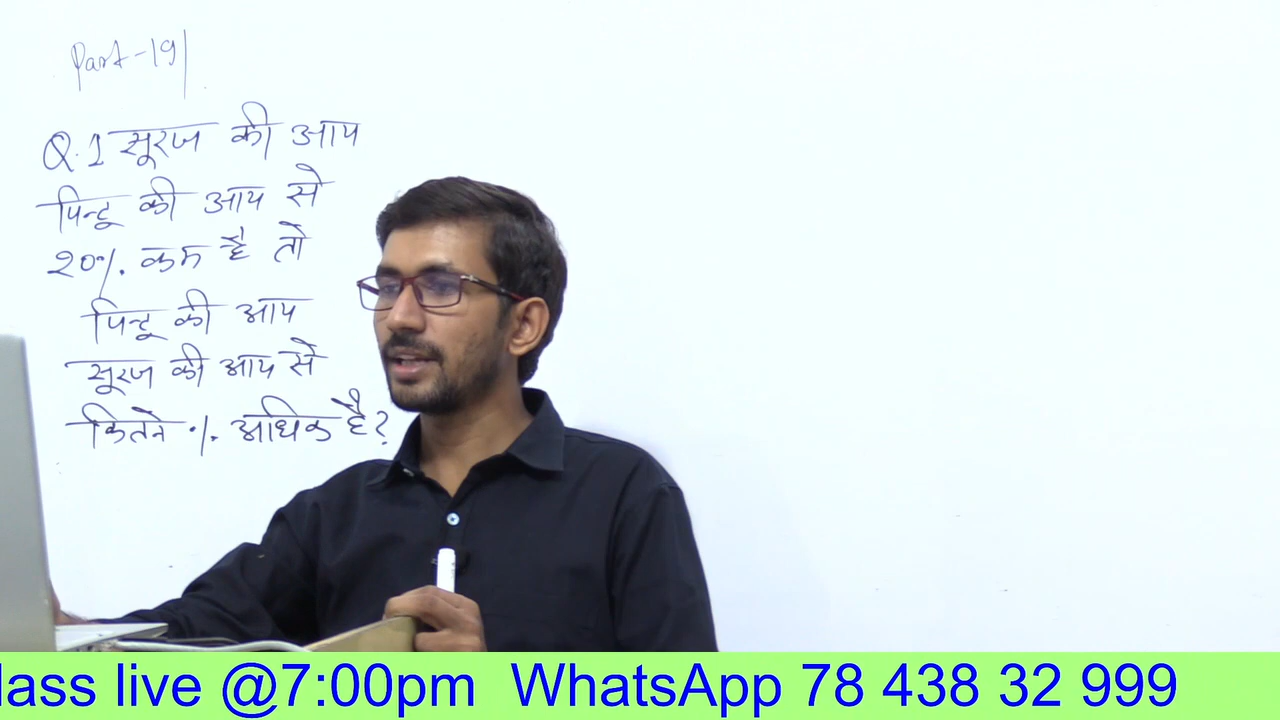 Part-19
Q.1 सूरज की आय
पिन्टू की आय से
20%. कम है तो
पिन्टू की आय
सूरज की आय से
कितने %. अधिक है?
lass live @7:00pm WhatsApp 78 438 32 999